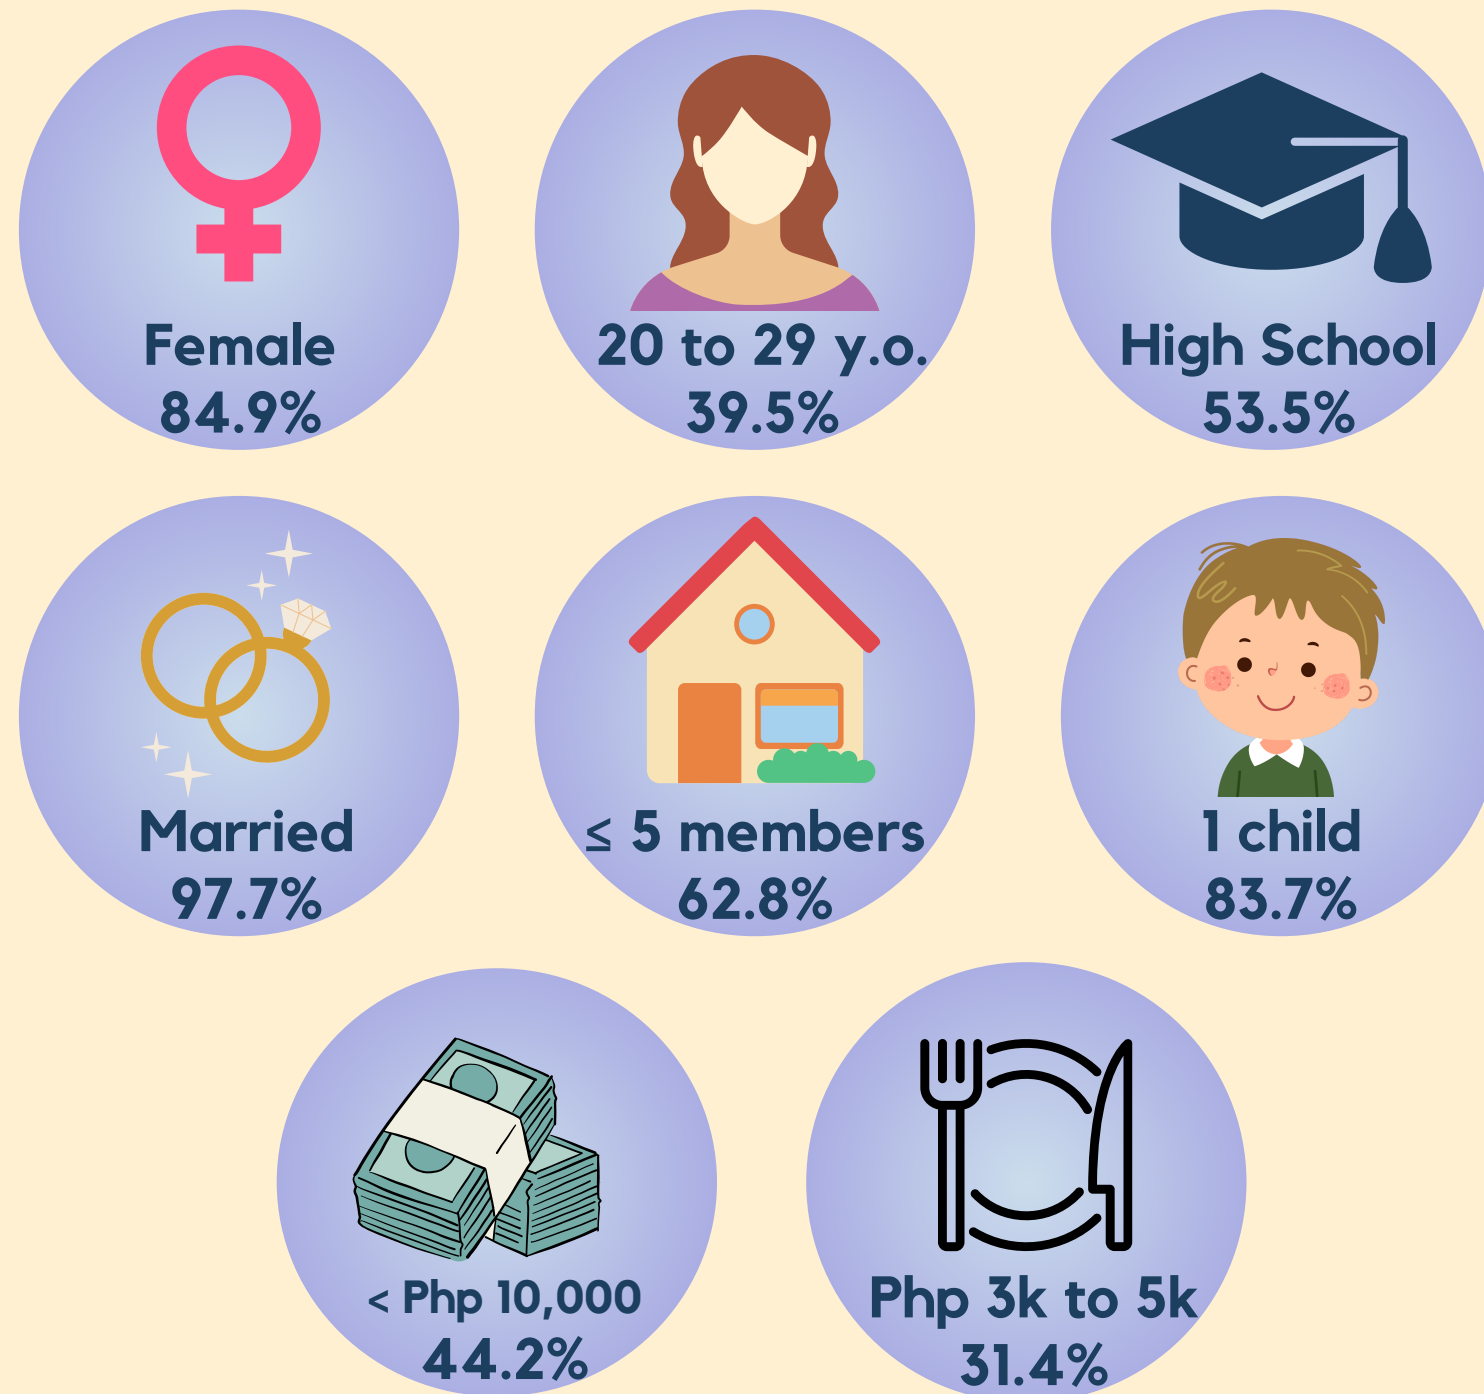 Female
84.9%
20 to 29 y.o.
39.5%
High School
53.5%
Married
97.7%
≤ 5 members
62.8%
1 child
83.7%
< Php 10,000
44.2%
Php 3k to 5k
31.4%